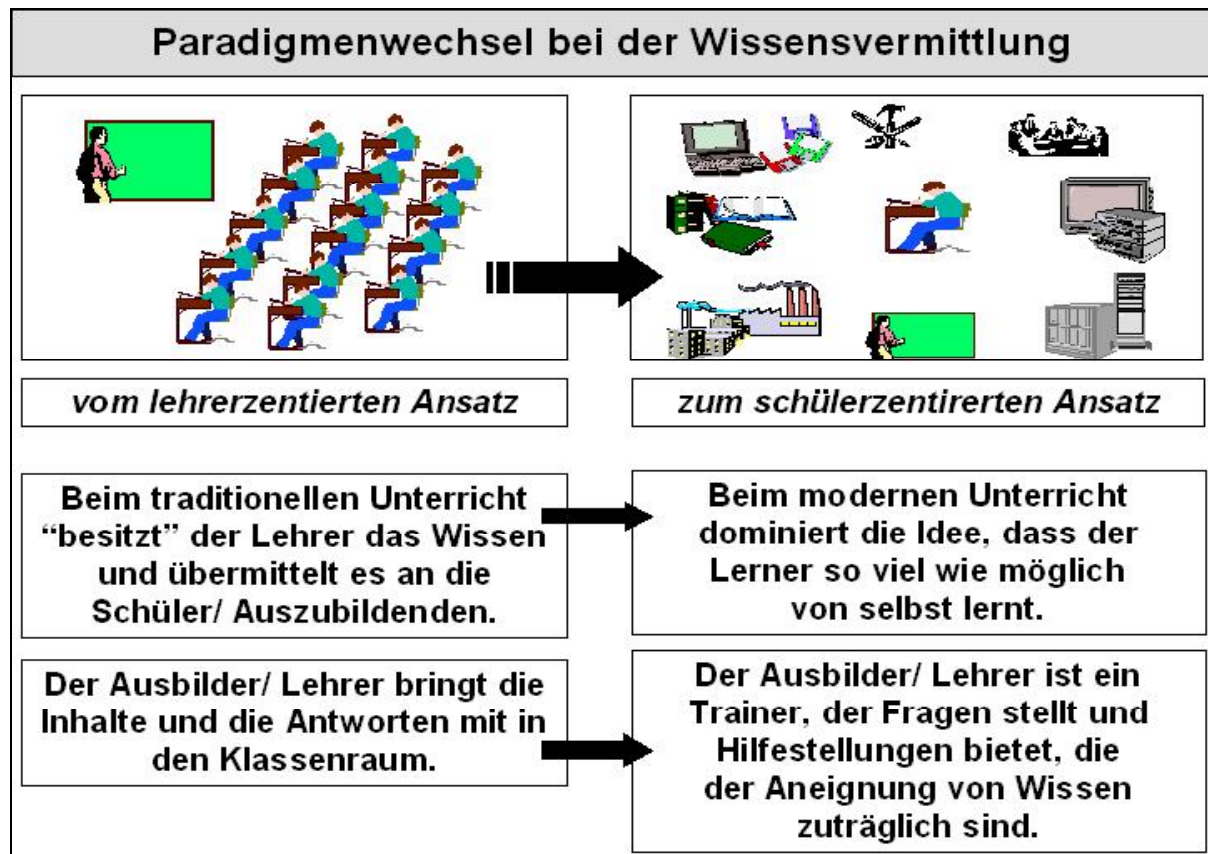 Paradigmenwechsel bei der Wissensvermittlung
vom lehrerzentierten Ansatz
zum schülerzentirerten Ansatz
Beim traditionellen Unterricht
“besitzt” der Lehrer das Wissen
und übermittelt es an die
Schüler/ Auszubildenden.
Beim modernen Unterricht
dominiert die Idee, dass der
Lerner so viel wie möglich
von selbst lernt.
Der Ausbilder/ Lehrer bringt die
Inhalte und die Antworten mit in
den Klassenraum.
Der Ausbilder/ Lehrer ist ein
Trainer, der Fragen stellt und
Hilfestellungen bietet, die
der Aneignung von Wissen
zuträglich sind.